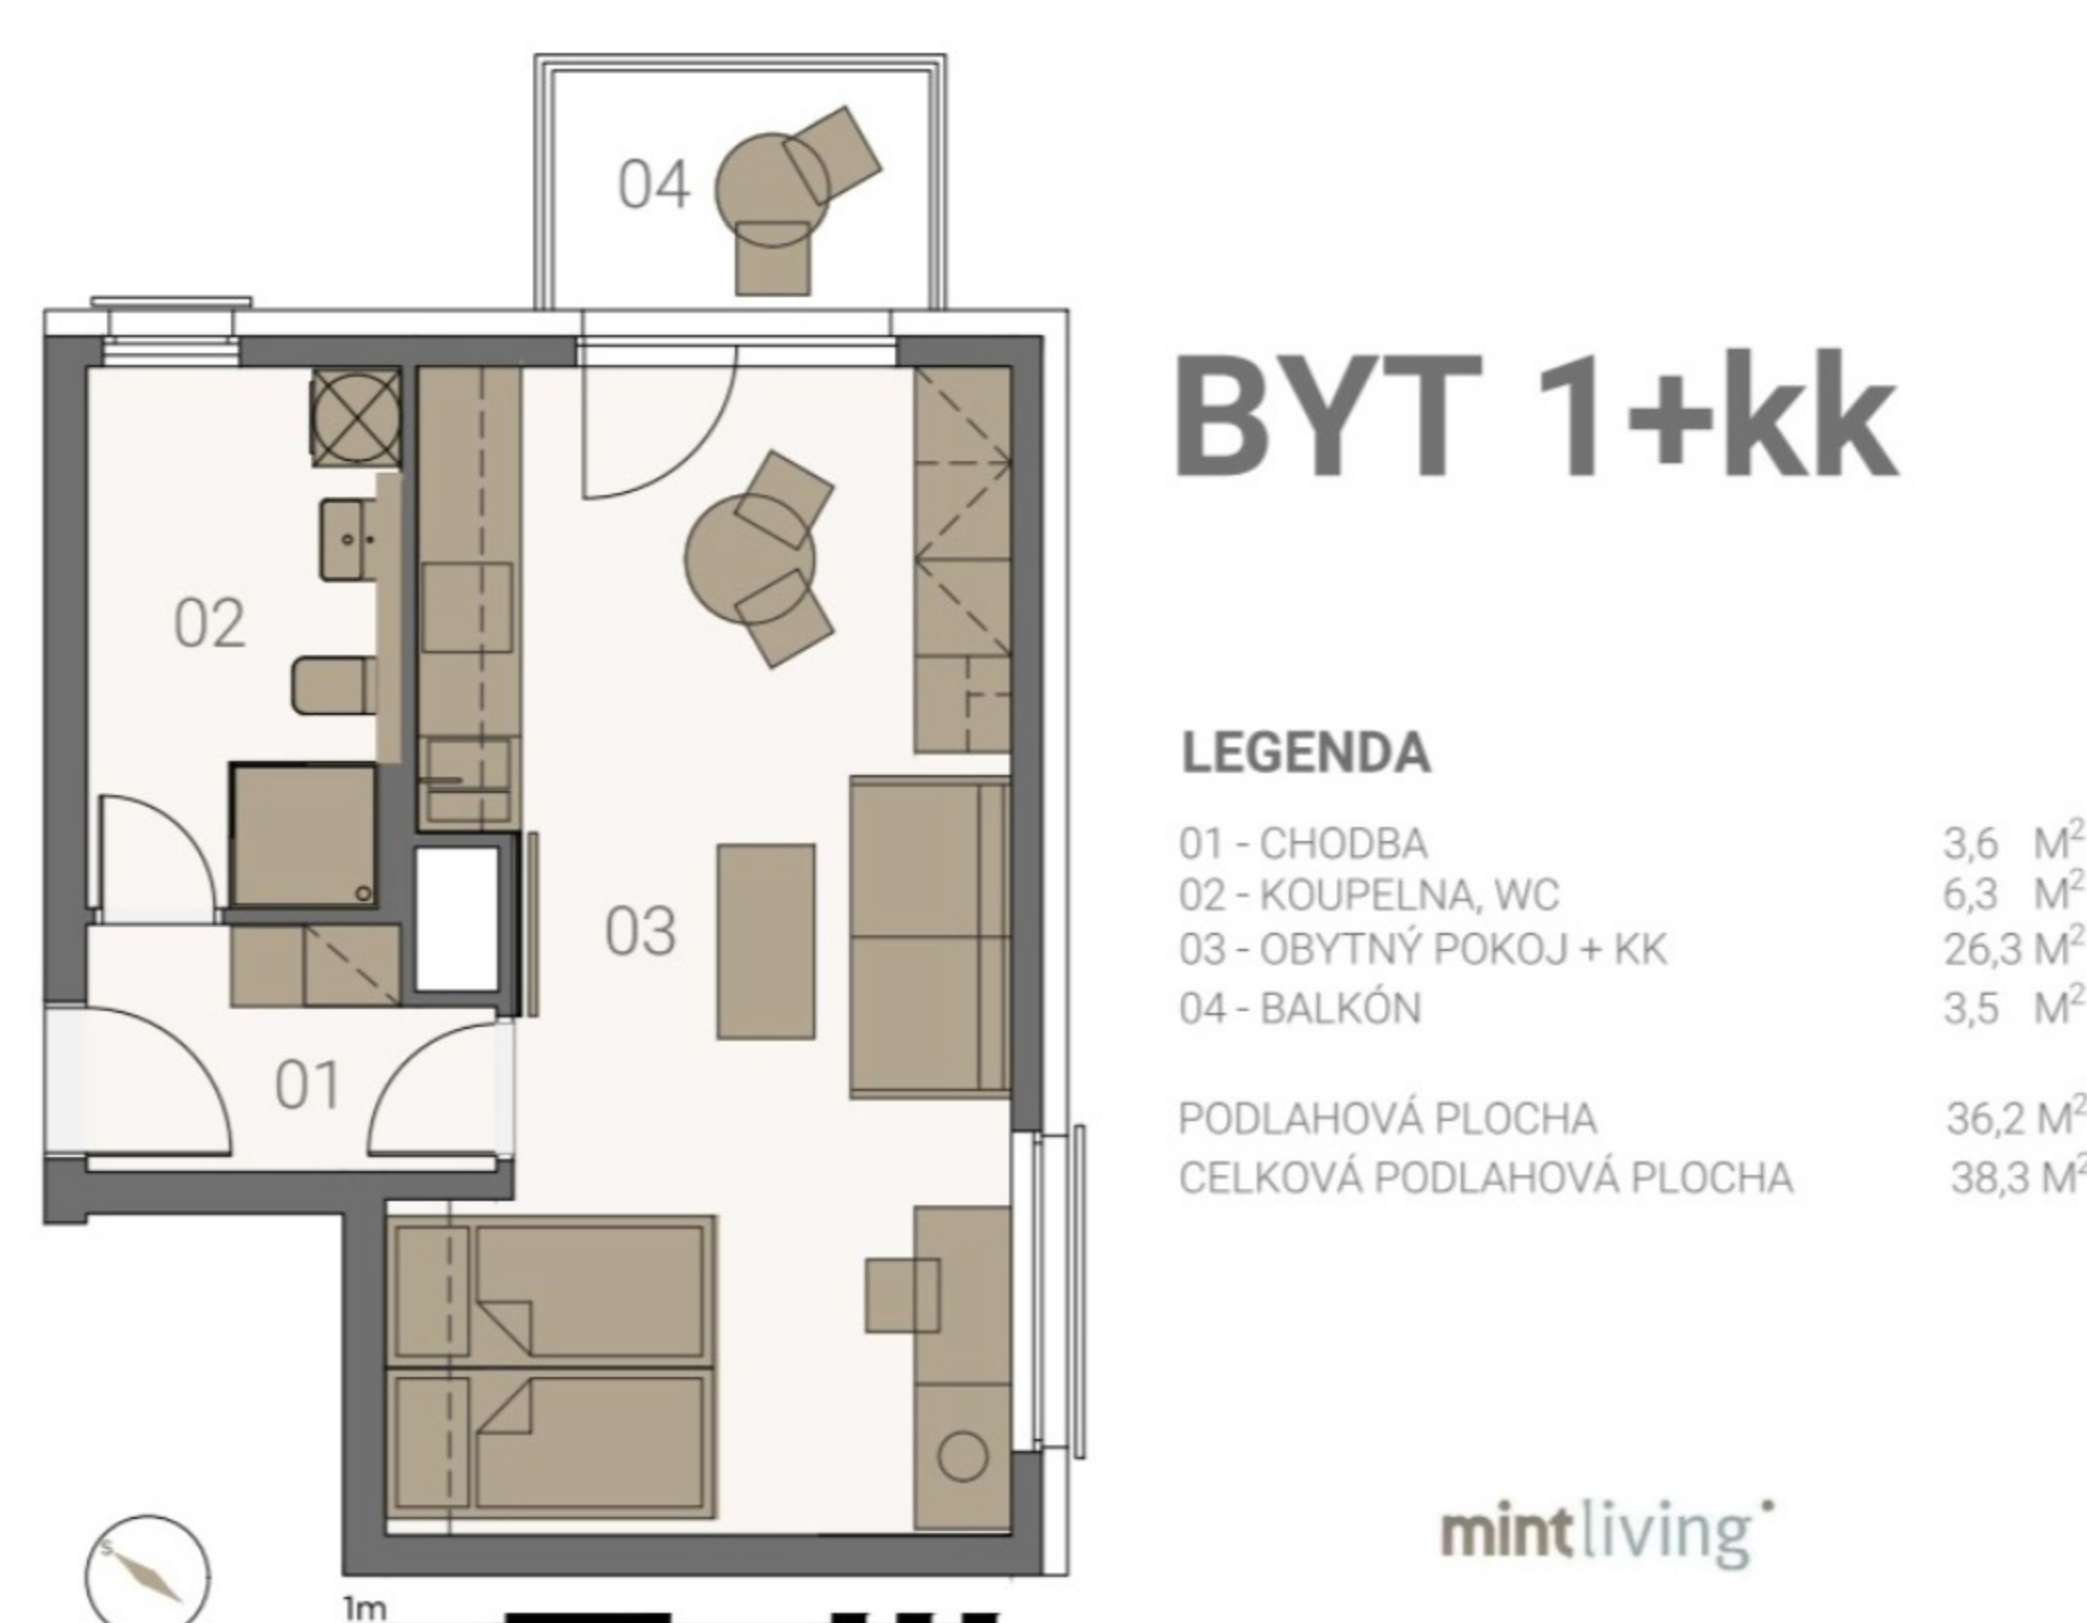 04
BYT 1+kk
02
LEGENDA
01 - CHODBA 3,6 M²
02 - KOUPELNA, WC 6,3 M²
03 - OBYTNÝ POKOJ + KK 26,3 M²
04 - BALKÓN 3,5 M²
03
01
PODLAHOVÁ PLOCHA 36,2 M²
CELKOVÁ PODLAHOVÁ PLOCHA 38,3 M²
mintliving
S
1m